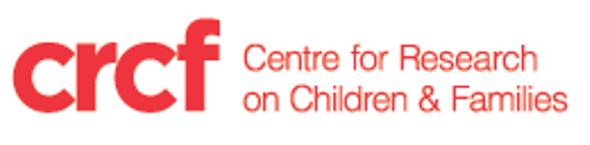 crcf
Centre for Research
on Children & Families